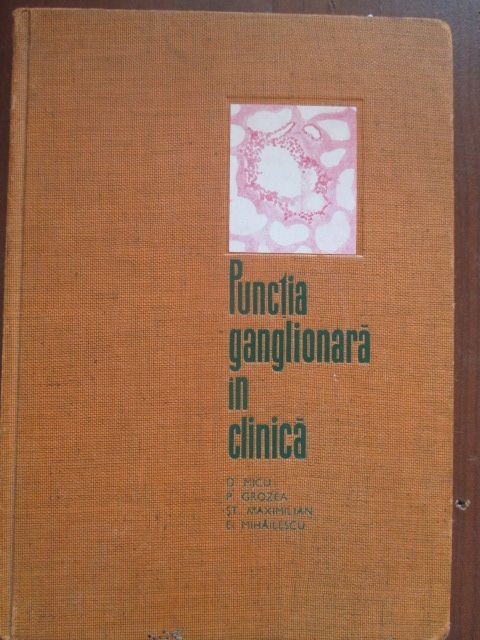 Puncția
ganglionară
în
clinică
D. MICU
P. GROZEA
ȘT. MAXIMILIAN
E. MIHĂILESCU